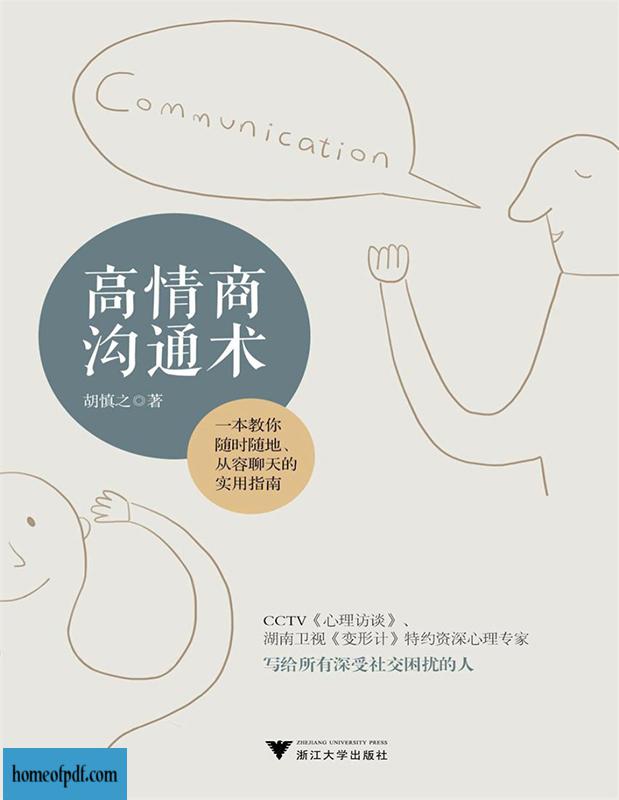 Communication
高情商
沟通术
胡慎之◎著
一本教你
随时随地、
从容聊天的
实用指南
CCTV《心理访谈》、
湖南卫视《变形计》特约资深心理专家
写给所有深受社交困扰的人
ZHEJIANG UNIVERSITY PRESS
浙江大学出版社
homeofpdf.com